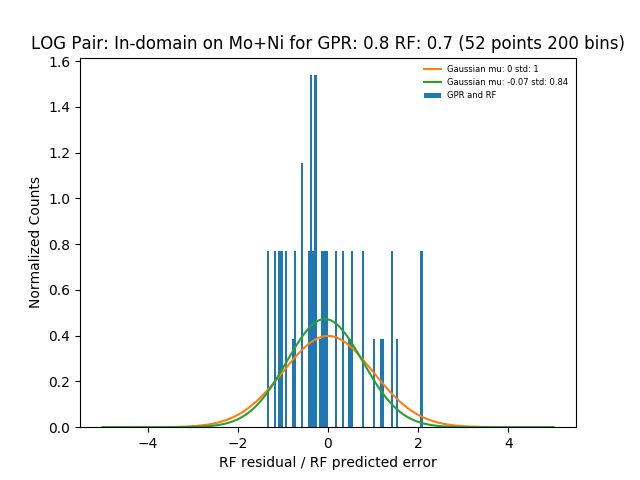 LOG Pair: In-domain on Mo+Ni for GPR: 0.8 RF: 0.7 (52 points 200 bins)
Gaussian mu: 0 std: 1
Gaussian mu: -0.07 std: 0.84
GPR and RF
Normalized Counts
1.6
1.4
1.2
1.0
0.8
0.6
0.4
0.2
0.0
−4 −2 0 2 4
RF residual / RF predicted error